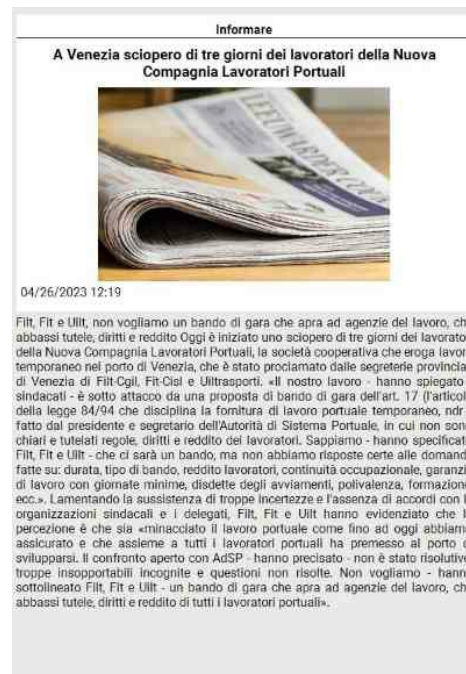 Informare
A Venezia sciopero di tre giorni dei lavoratori della Nuova
Compagnia Lavoratori Portuali
LEEUWARDER COU
04/26/2023 12:19
Filt, Fit e Uilt, non vogliamo un bando di gara che apra ad agenzie del lavoro, ch
abbassi tutele, diritti e reddito Oggi è iniziato uno sciopero di tre giorni dei lavorato
della Nuova Compagnia Lavoratori Portuali, la società cooperativa che eroga lavor
temporaneo nel porto di Venezia, che è stato proclamato dalle segreterie provincia
di Venezia di Filt-Cgil, Fit-Cisl e Uiltrasporti. «Il nostro lavoro - hanno spiegato
sindacati - è sotto attacco da una proposta di bando di gara dell'art. 17 (l'articol
della legge 84/94 che disciplina la fornitura di lavoro portuale temporaneo, ndr
fatto dal presidente e segretario dell'Autorità di Sistema Portuale, in cui non son
chiari e tutelati regole, diritti e reddito dei lavoratori. Sappiamo - hanno specificat
Filt, Fit e Uilt - che ci sarà un bando, ma non abbiamo risposte certe alle domand
fatte su: durata, tipo di bando, reddito lavoratori, continuità occupazionale, garanzi
di lavoro con giornate minime, disdette degli avviamenti, polivalenza, formazion
ecc.». Lamentando la sussistenza di troppe incertezze e l'assenza di accordi con l
organizzazioni sindacali e i delegati, Filt, Fit e Uilt hanno evidenziato che l
percezione è che sia «minacciato il lavoro portuale come fino ad oggi abbiam
assicurato e che assieme a tutti i lavoratori portuali ha premesso al porto d
svilupparsi. Il confronto aperto con AdSP - hanno precisato - non è stato risolutiv
troppe insopportabili incognite e questioni non risolte. Non vogliamo - hann
sottolineato Filt, Fit e Uilt - un bando di gara che apra ad agenzie del lavoro, ch
abbassi tutele, diritti e reddito di tutti i lavoratori portuali».